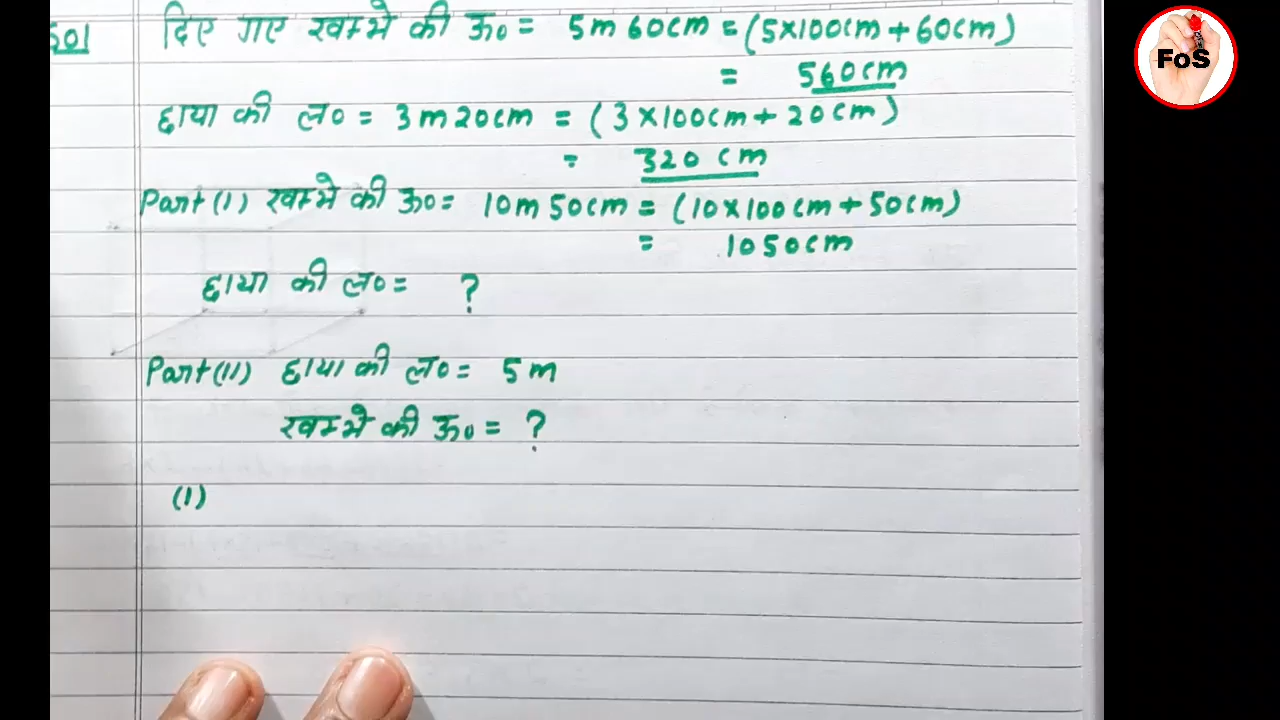 Sol दिए गए खम्भे की ऊ० = 5m 60cm = (5×100cm + 60cm)
= 560cm
छाया की ल० = 3m 20cm = (3×100cm + 20cm)
= 320 cm
Part (I) खम्भे की ऊ० = 10m 50cm = (10×100cm + 50cm)
= 1050cm
छाया की ल० = ?
Part (II) छाया की ल० = 5m
खम्भे की ऊ० = ?
(I)
FoS